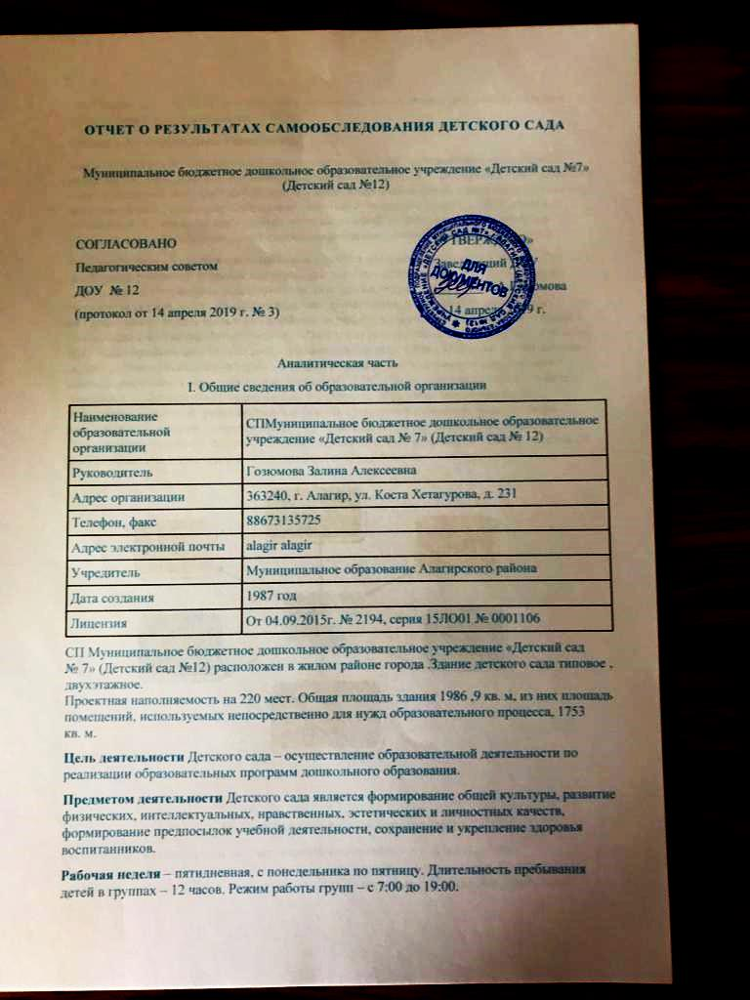 ОТЧЕТ О РЕЗУЛЬТАТАХ САМООБСЛЕДОВАНИЯ ДЕТСКОГО САДА
Муниципальное бюджетное дошкольное образовательное учреждение «Детский сад №7»
(Детский сад №12)
СОГЛАСОВАНО
Педагогическим советом
ДОУ № 12
(протокол от 14 апреля 2019 г. № 3)
ДЛЯ
ДОКУМЕНТОВ
14
г.
Аналитическая часть
I. Общие сведения об образовательной организации
Наименование
образовательной
организации
СПМуниципальное бюджетное дошкольное образовательное
учреждение «Детский сад № 7» (Детский сад № 12)
Руководитель
Гозюмова Залина Алексеевна
Адрес организации
363240, г. Алагир, ул. Коста Хетагурова, д. 231
Телефон, факс
88673135725
Адрес электронной почты
alagir alagir
Учредитель
Муниципальное образование Алагирского района
Дата создания
1987 год
Лицензия
От 04.09.2015г. № 2194, серия 15ЛО01 № 0001106
СП Муниципальное бюджетное дошкольное образовательное учреждение «Детский сад
№ 7» (Детский сад №12) расположен в жилом районе города .Здание детского сада типовое ,
двухэтажное.
Проектная наполняемость на 220 мест. Общая площадь здания 1986 ,9 кв. м, из них площадь
помещений, используемых непосредственно для нужд образовательного процесса, 1753
кв. м.
Цель деятельности Детского сада – осуществление образовательной деятельности по
реализации образовательных программ дошкольного образования.
Предметом деятельности Детского сада является формирование общей культуры, развитие
физических, интеллектуальных, нравственных, эстетических и личностных качеств,
формирование предпосылок учебной деятельности, сохранение и укрепление здоровья
воспитанников.
Рабочая неделя – пятидневная, с понедельника по пятницу. Длительность пребывания
детей в группах – 12 часов. Режим работы групп – с 7:00 до 19:00.